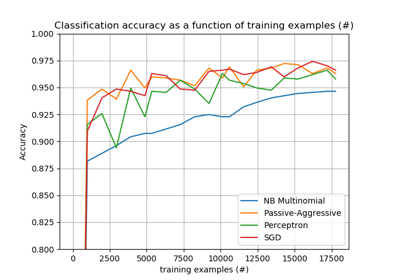 Classification accuracy as a function of training examples (#)
1.000
0.975
0.950
0.925
0.900
0.875
0.850
0.825
0.800
Accuracy
NB Multinomial
Passive-Aggressive
Perceptron
SGD
0 2500 5000 7500 10000 12500 15000 17500
training examples (#)